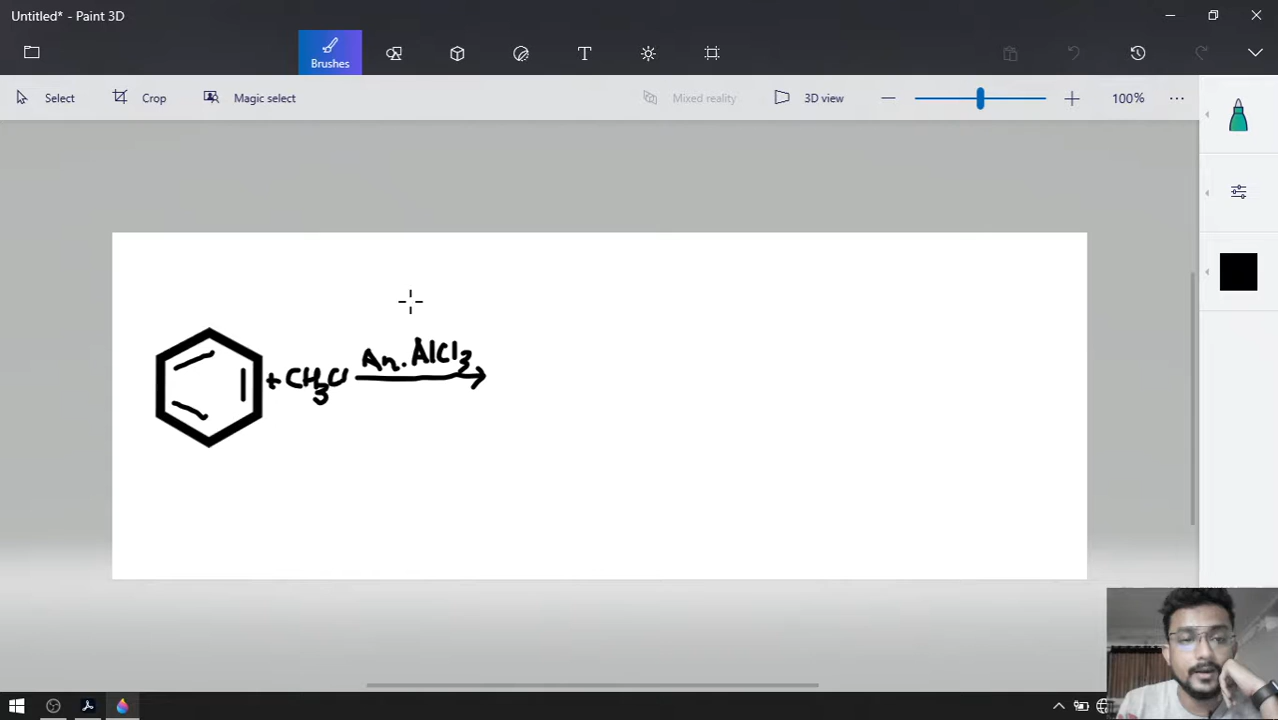 Untitled* - Paint 3D
Brushes
Select
Crop
Magic select
Mixed reality
3D view
100%
An. AlCl3
+ CH3Cl